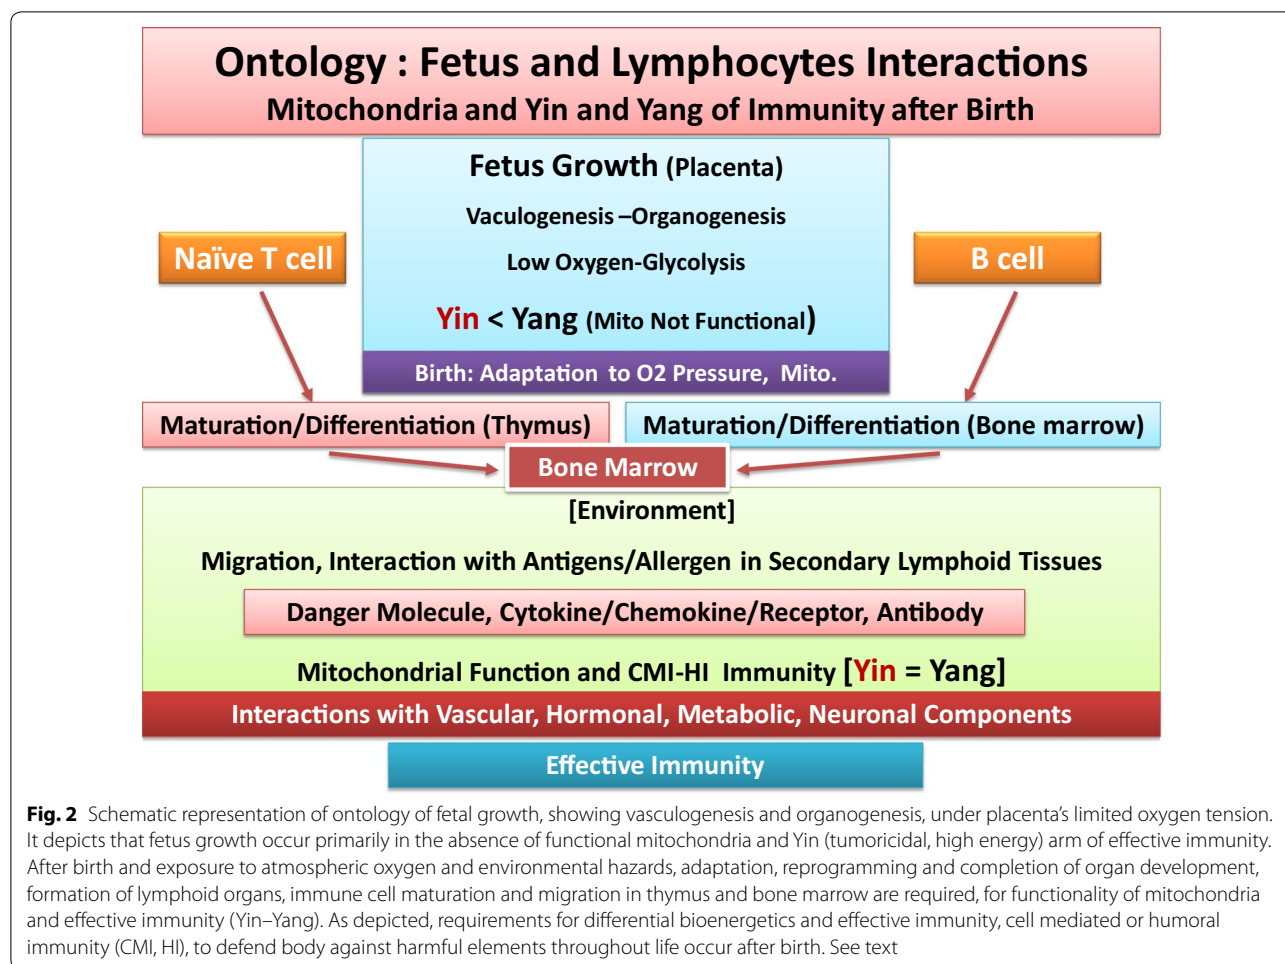 Ontology : Fetus and Lymphocytes Interactions
Mitochondria and Yin and Yang of Immunity after Birth
Fetus Growth (Placenta)
Vaculogenesis –Organogenesis
Naïve T cell
B cell
Low Oxygen-Glycolysis
Yin < Yang (Mito Not Functional)
Birth: Adaptation to O2 Pressure, Mito.
Maturation/Differentiation (Thymus)
Maturation/Differentiation (Bone marrow)
Bone Marrow
[Environment]
Migration, Interaction with Antigens/Allergen in Secondary Lymphoid Tissues
Danger Molecule, Cytokine/Chemokine/Receptor, Antibody
Mitochondrial Function and CMI-HI Immunity [Yin = Yang]
Interactions with Vascular, Hormonal, Metabolic, Neuronal Components
Effective Immunity
Fig. 2 Schematic representation of ontology of fetal growth, showing vasculogenesis and organogenesis, under placenta's limited oxygen tension.
It depicts that fetus growth occur primarily in the absence of functional mitochondria and Yin (tumoricidal, high energy) arm of effective immunity.
After birth and exposure to atmospheric oxygen and environmental hazards, adaptation, reprogramming and completion of organ development,
formation of lymphoid organs, immune cell maturation and migration in thymus and bone marrow are required, for functionality of mitochondria
and effective immunity (Yin–Yang). As depicted, requirements for differential bioenergetics and effective immunity, cell mediated or humoral
immunity (CMI, HI), to defend body against harmful elements throughout life occur after birth. See text